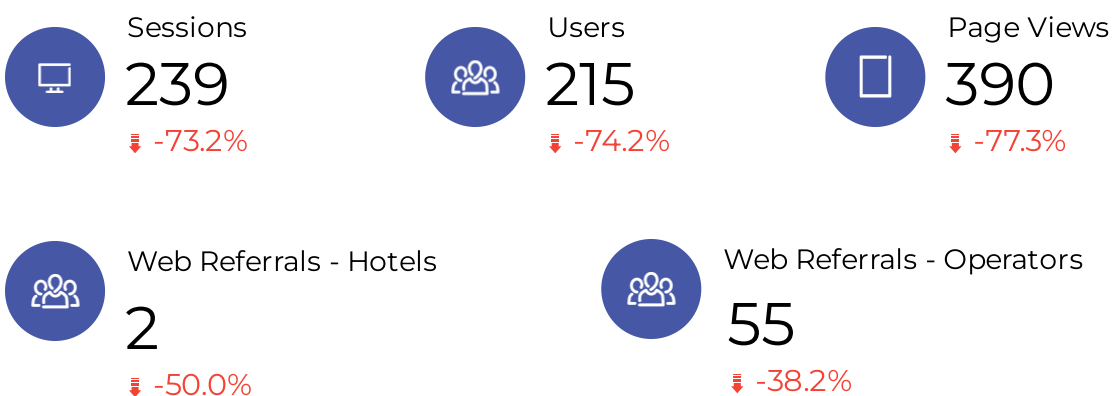 Sessions
239
-73.2%
Users
215
-74.2%
Page Views
390
-77.3%
Web Referrals - Hotels
2
-50.0%
Web Referrals - Operators
55
-38.2%